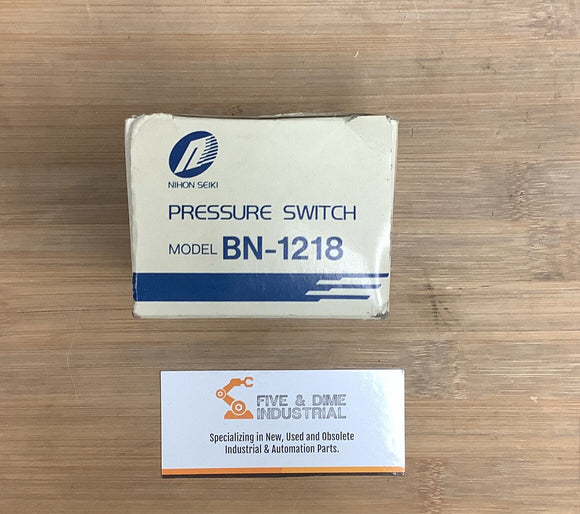 NIHON SEIKI
PRESSURE SWITCH
MODEL BN-1218
FIVE & DIME
INDUSTRIAL
Specializing in New, Used and Obsolete
Industrial & Automation Parts.